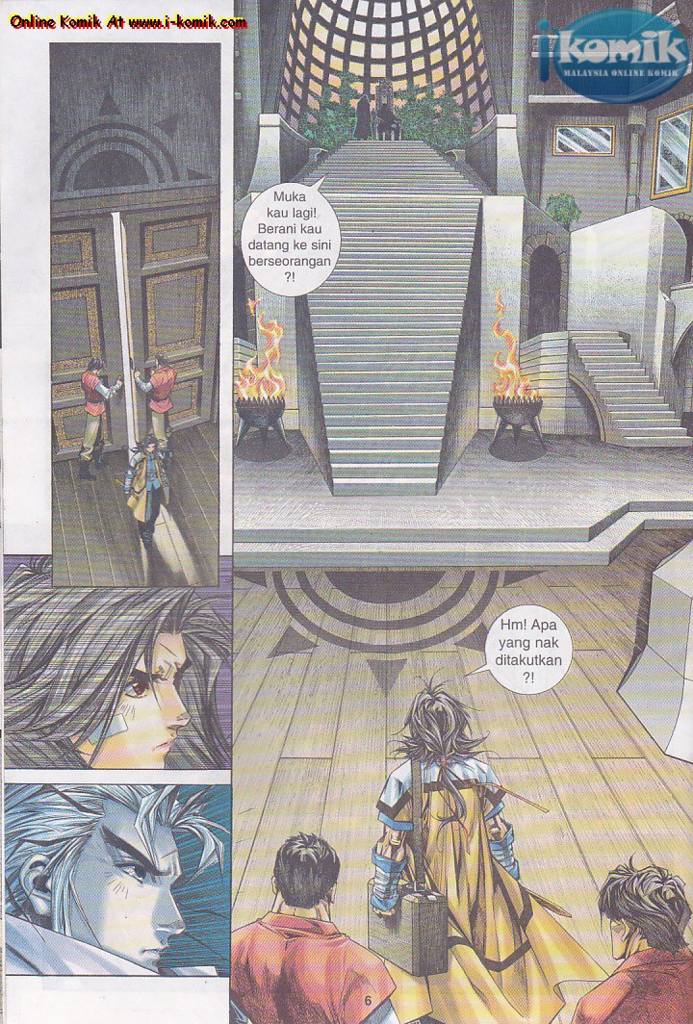 Online Komik At www.i-komik.com
ikomik
MALAYSIA ONLINE KOMIK
Muka
kau lagi!
Berani kau
datang ke sini
berseorangan
?!
Hm! Apa
yang nak
ditakutkan
?!
6